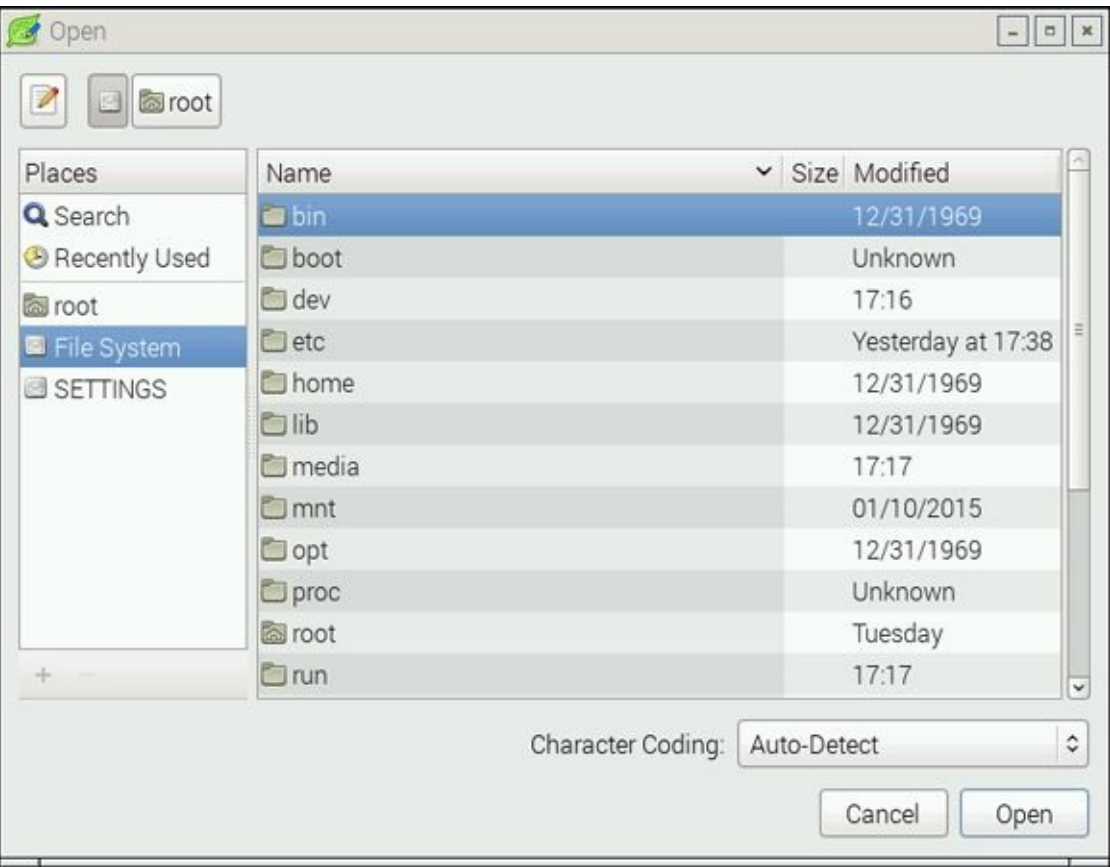 Open
root
Places
Name Size Modified
Search
bin 12/31/1969
Recently Used
boot Unknown
root
dev 17:16
File System
etc Yesterday at 17:38
SETTINGS
home 12/31/1969
lib 12/31/1969
media 17:17
mnt 01/10/2015
opt 12/31/1969
proc Unknown
root Tuesday
run 17:17
Character Coding: Auto-Detect
Cancel Open